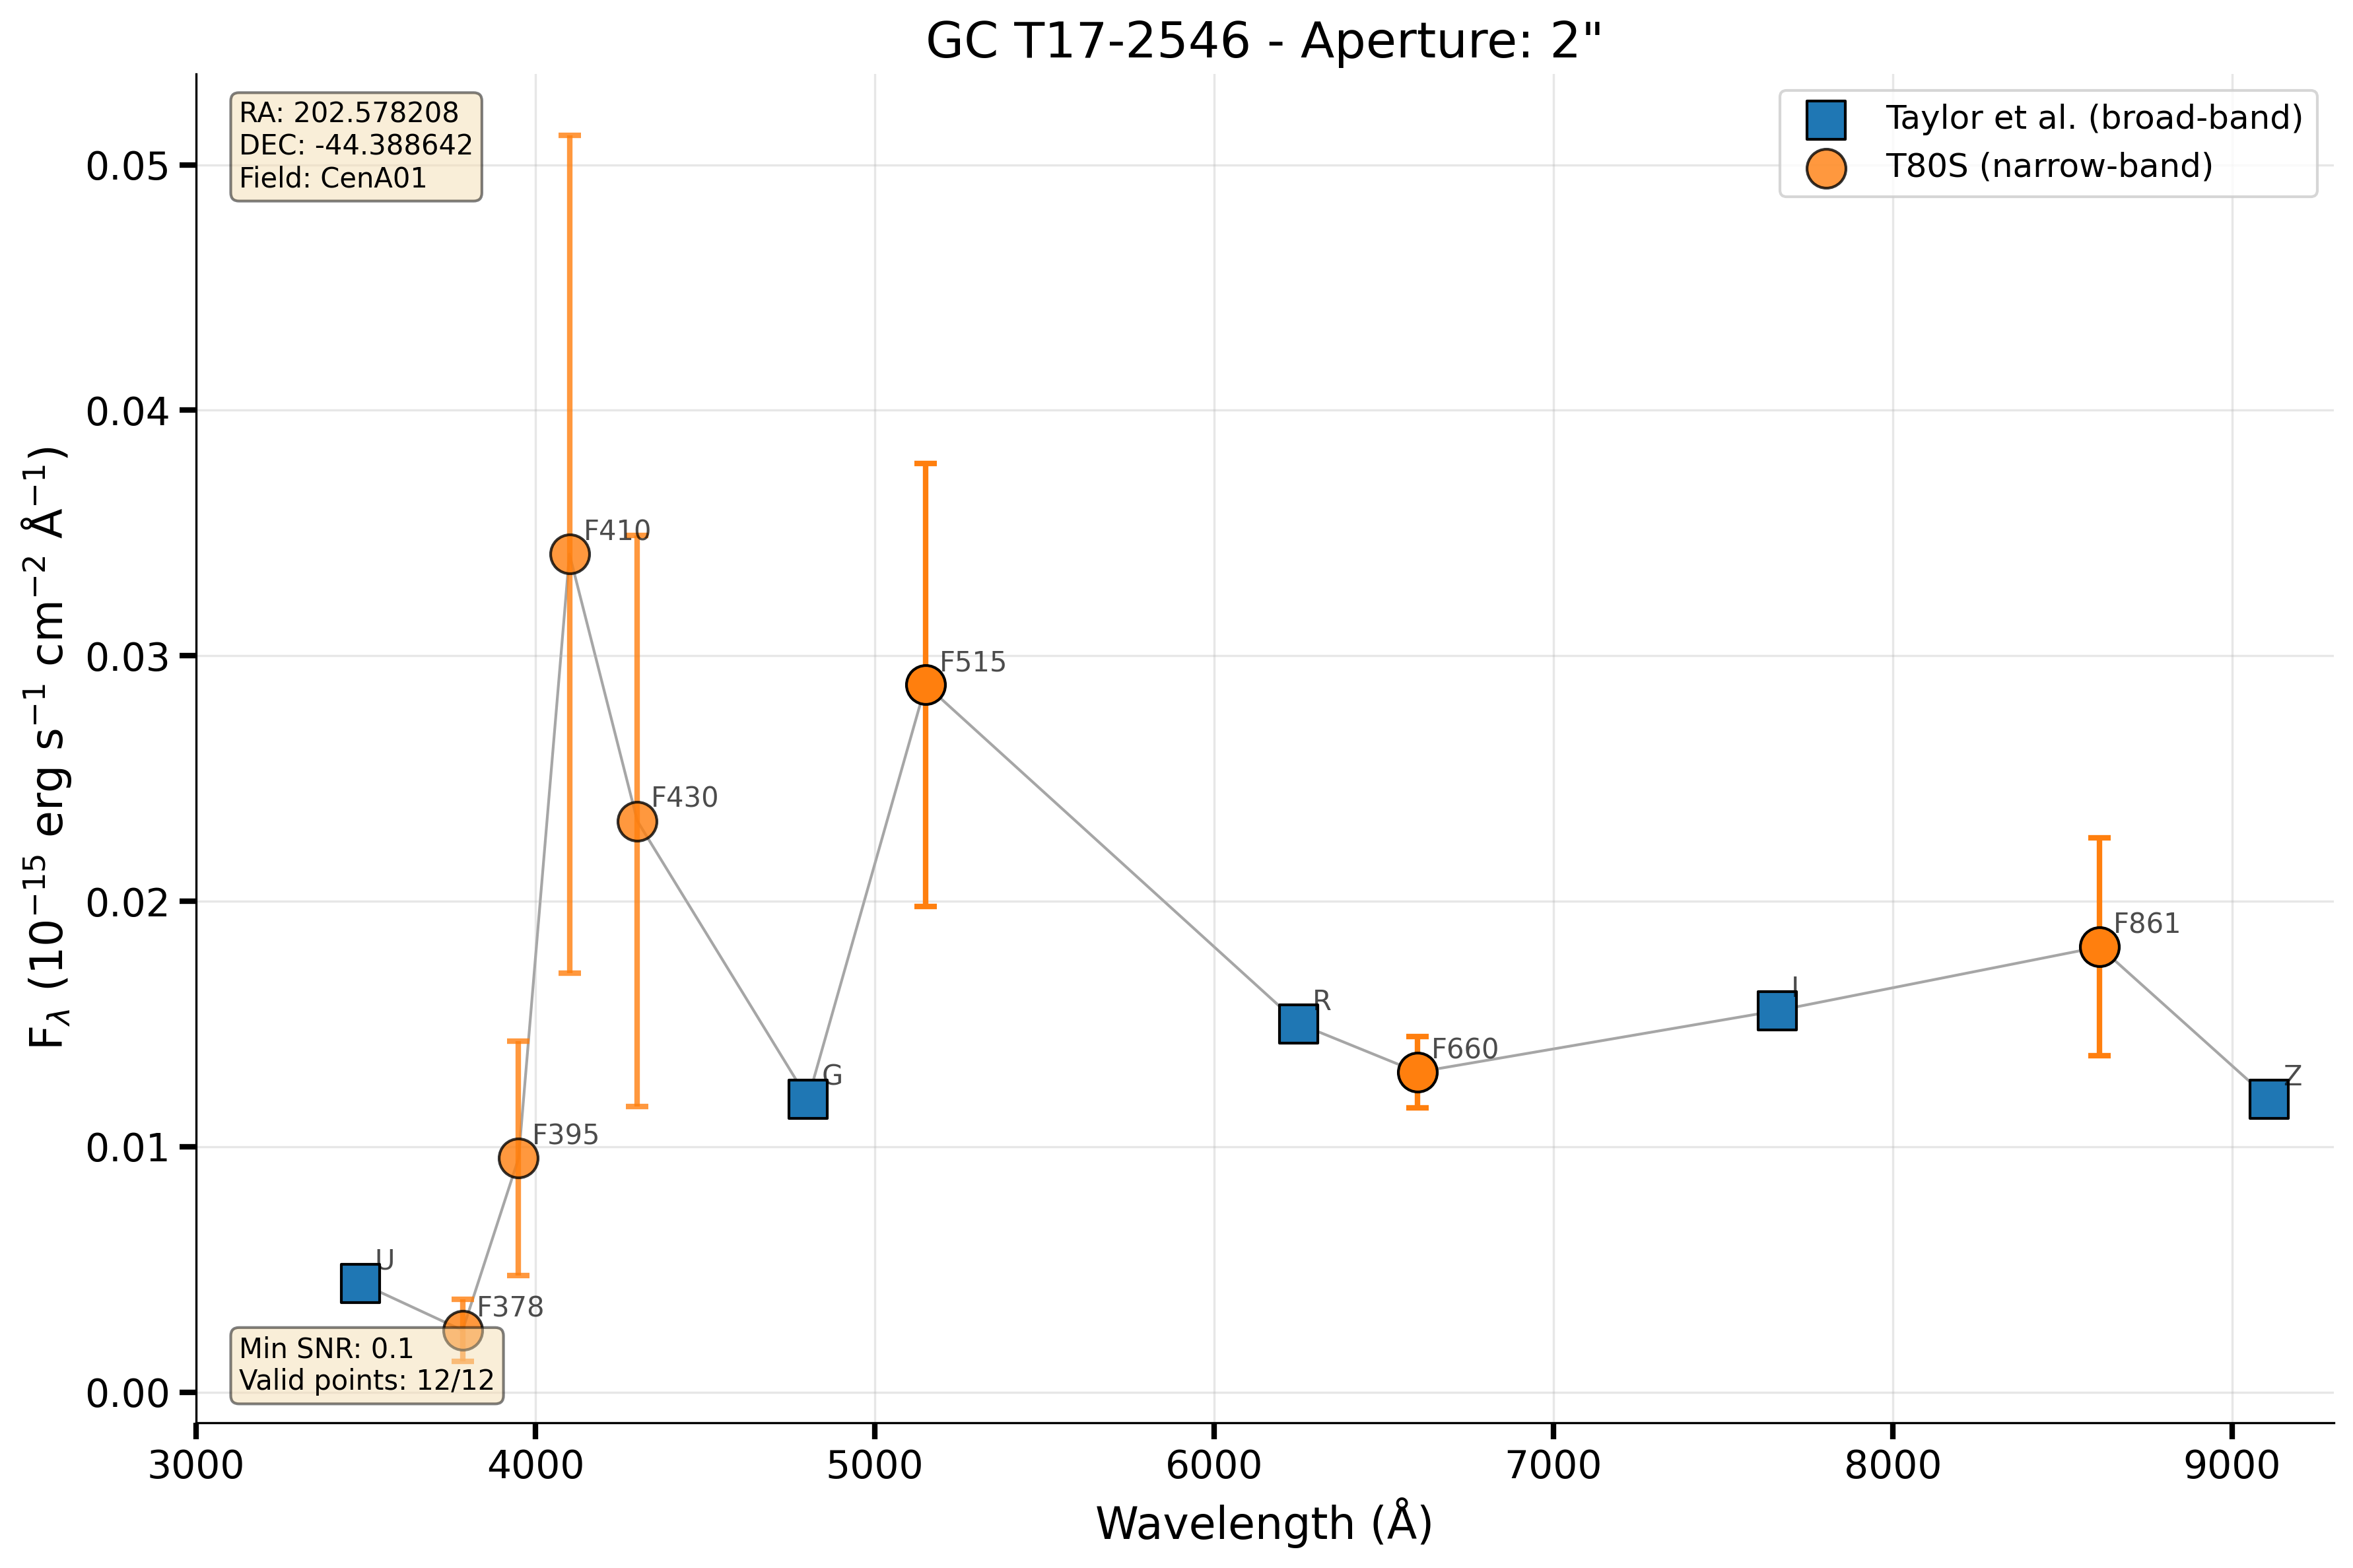 GC T17-2546 - Aperture: 2"
RA: 202.578208
DEC: -44.388642
Field: CenA01
Taylor et al. (broad-band)
T80S (narrow-band)
0.05
0.04
0.03
0.02
0.01
0.00
F_λ (10⁻¹⁵ erg s⁻¹ cm⁻² Å⁻¹)
F410
F515
F430
F861
I
R
F660
G
Z
F395
U
F378
Min SNR: 0.1
Valid points: 12/12
3000 4000 5000 6000 7000 8000 9000
Wavelength (Å)